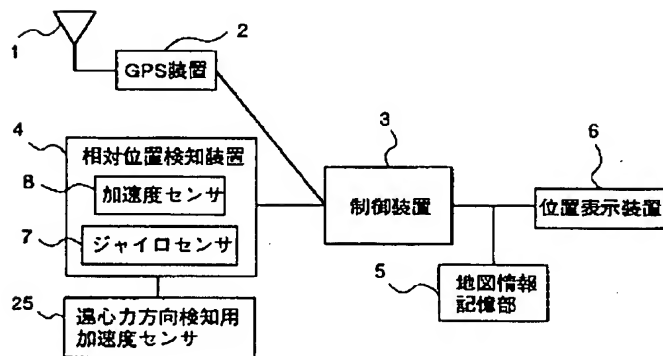 1
2
GPS装置
4
相対位置検知装置
8
加速度センサ
7
ジャイロセンサ
3
制御装置
6
位置表示装置
5
地図情報
記憶部
25
遠心力方向検知用
加速度センサ